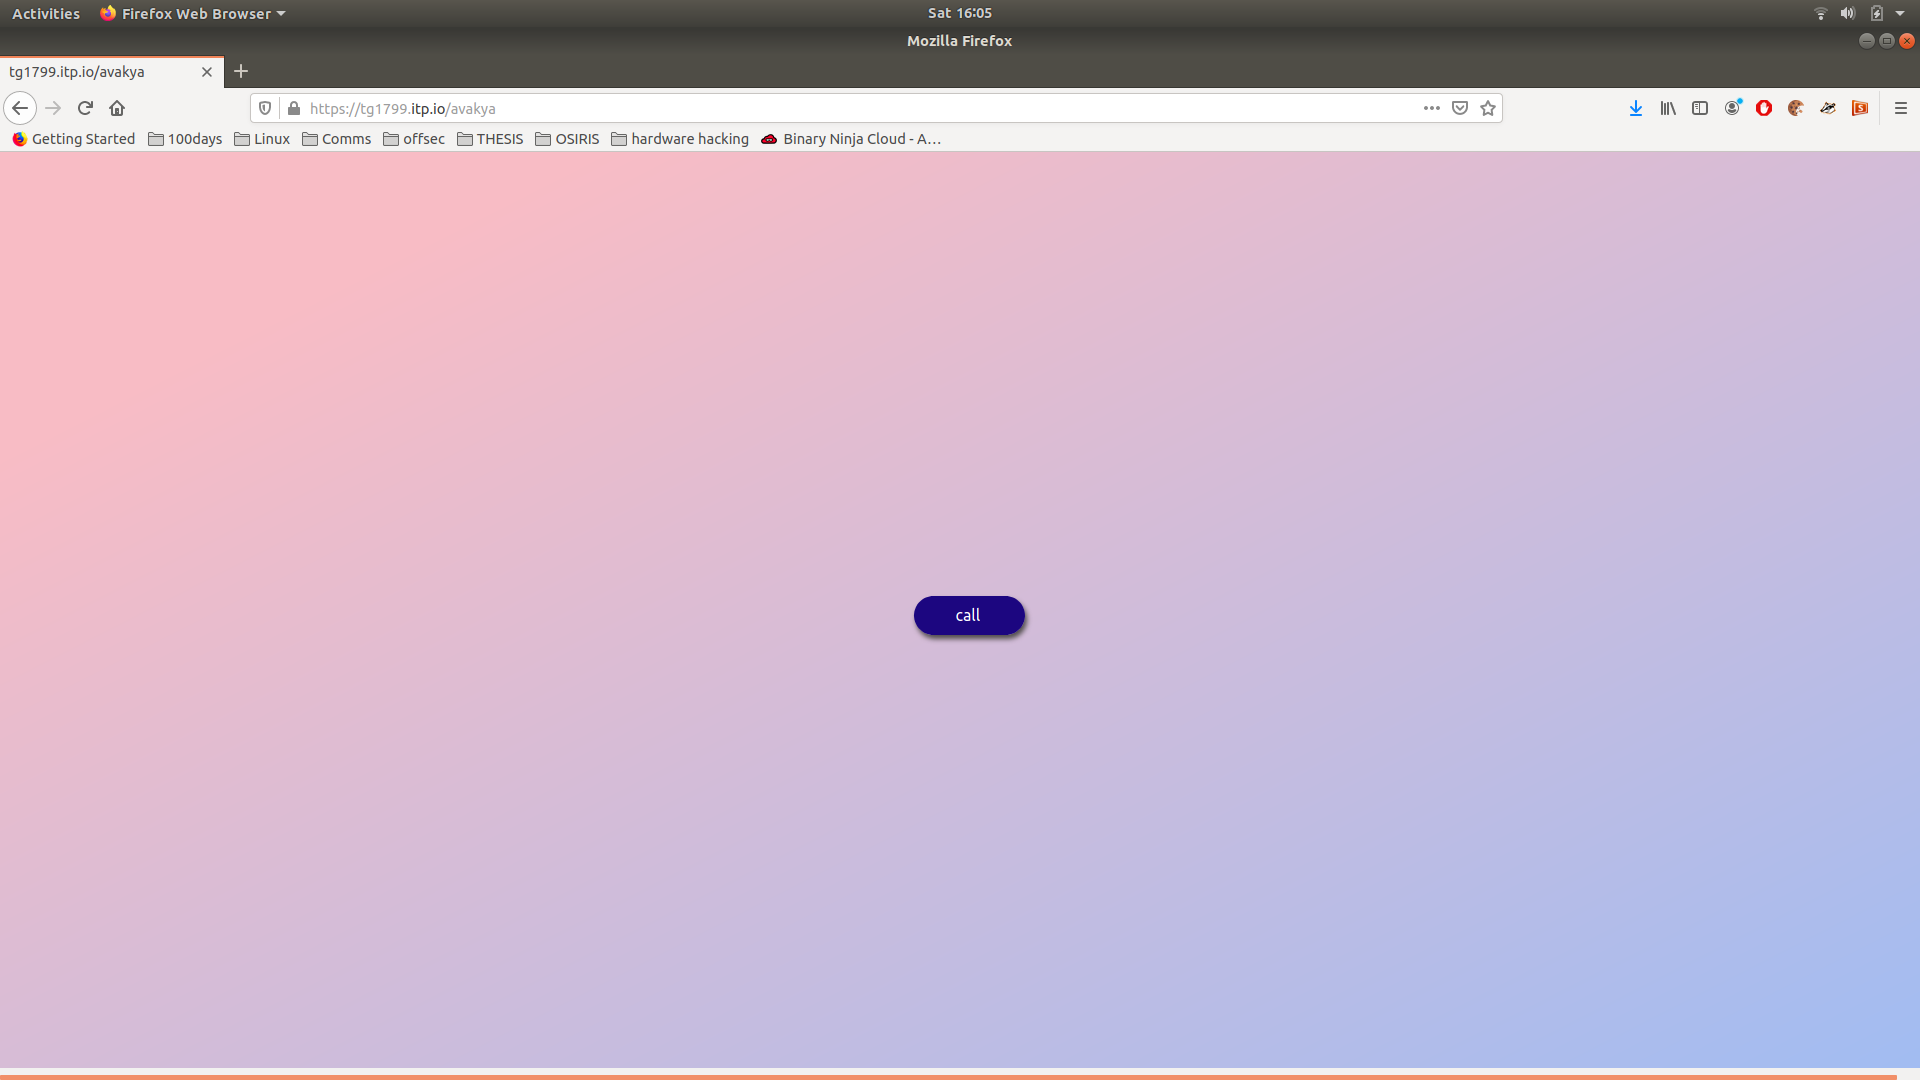 Activities Firefox Web Browser Sat 16:05
Mozilla Firefox
tg1799.itp.io/avakya
https://tg1799.itp.io/avakya
Getting Started 100days Linux Comms offsec THESIS OSIRIS hardware hacking Binary Ninja Cloud - A…
call